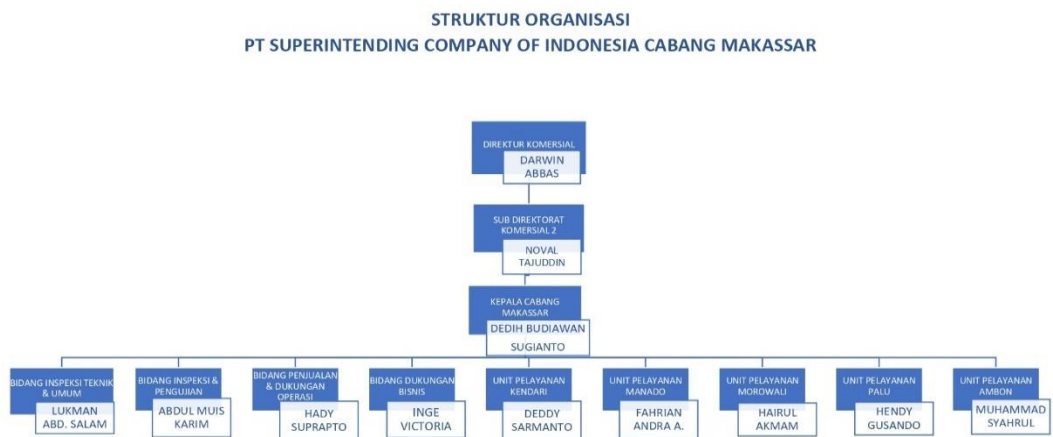 STRUKTUR ORGANISASI
PT SUPERINTENDING COMPANY OF INDONESIA CABANG MAKASSAR
DIREKTUR KOMERSIAL
DARWIN
ABBAS
SUB DIREKTORAT
KOMERSIAL 2
NOVAL
TAJUDDIN
KEPALA CABANG
MAKASSAR
DEDIH BUDIAWAN
SUGIANTO
BIDANG INSPEKSI TEKNIK
& UMUM
LUKMAN
ABD. SALAM
BIDANG INSPEKSI &
PENGUJIAN
ABDUL MUIS
KARIM
BIDANG PENJUALAN
& DUKUNGAN
OPERASI
HADY
SUPRAPTO
BIDANG DUKUNGAN
BISNIS
INGE
VICTORIA
UNIT PELAYANAN
KENDARI
DEDDY
SARMANTO
UNIT PELAYANAN
MANADO
FAHRIAN
ANDRA A.
UNIT PELAYANAN
MOROWALI
HAIRUL
AKMAM
UNIT PELAYANAN
PALU
HENDY
GUSANDO
UNIT PELAYANAN
AMBON
MUHAMMAD
SYAHRUL